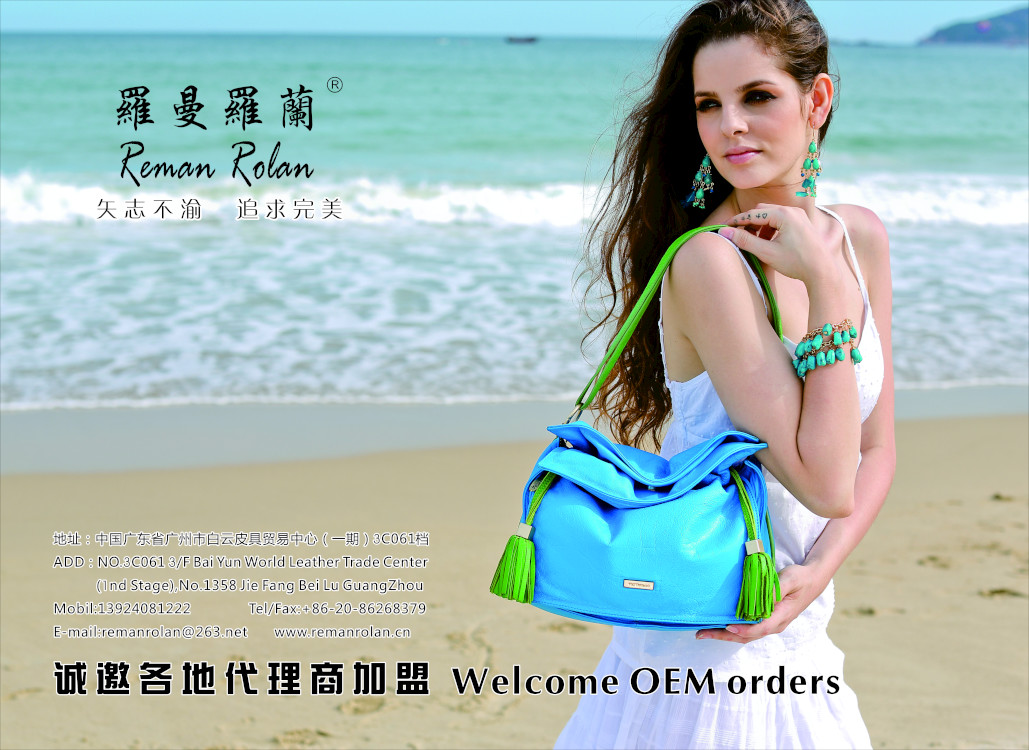 羅曼羅蘭®
Reman Rolan
矢志不渝 追求完美
地址：中国广东省广州市白云皮具贸易中心（一期）3C061档
ADD：NO.3C061 3/F Bai Yun World Leather Trade Center
(1nd Stage),No.1358 Jie Fang Bei Lu GuangZhou
Mobil:13924081222 Tel/Fax:+86-20-86268379
E-mail:remanrolan@263.net www.remanrolan.cn
诚邀各地代理商加盟 Welcome OEM orders